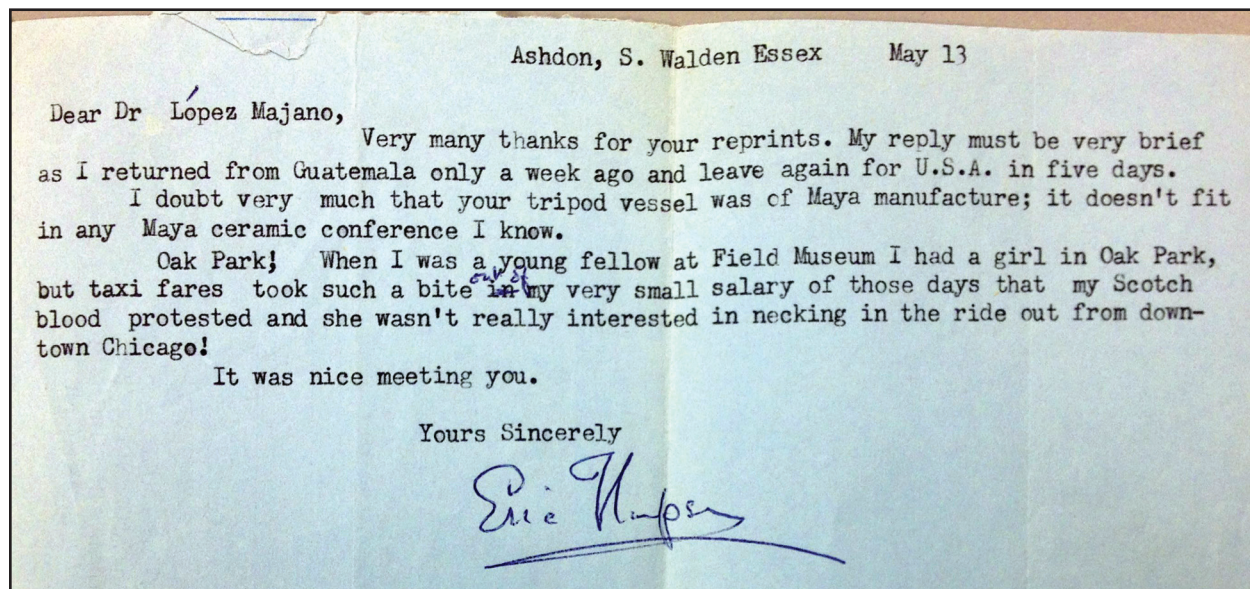 Ashdon, S. Walden Essex May 13
Dear Dr López Majano,
Very many thanks for your reprints. My reply must be very brief
as I returned from Guatemala only a week ago and leave again for U.S.A. in five days.
I doubt very much that your tripod vessel was of Maya manufacture; it doesn't fit
in any Maya ceramic conference I know.
Oak Park! When I was a young fellow at Field Museum I had a girl in Oak Park,
but taxi fares took such a bite out of my very small salary of those days that my Scotch
blood protested and she wasn't really interested in necking in the ride out from down-
town Chicago!
It was nice meeting you.
Yours Sincerely
Eric Thompson